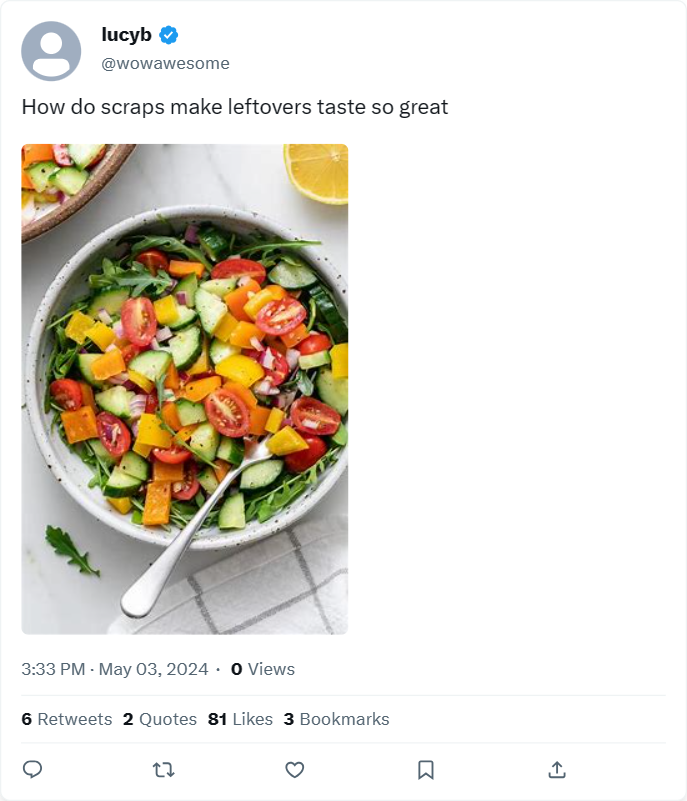 lucyb
@wowawesome
How do scraps make leftovers taste so great
3:33 PM · May 03, 2024 · 0 Views
6 Retweets 2 Quotes 81 Likes 3 Bookmarks